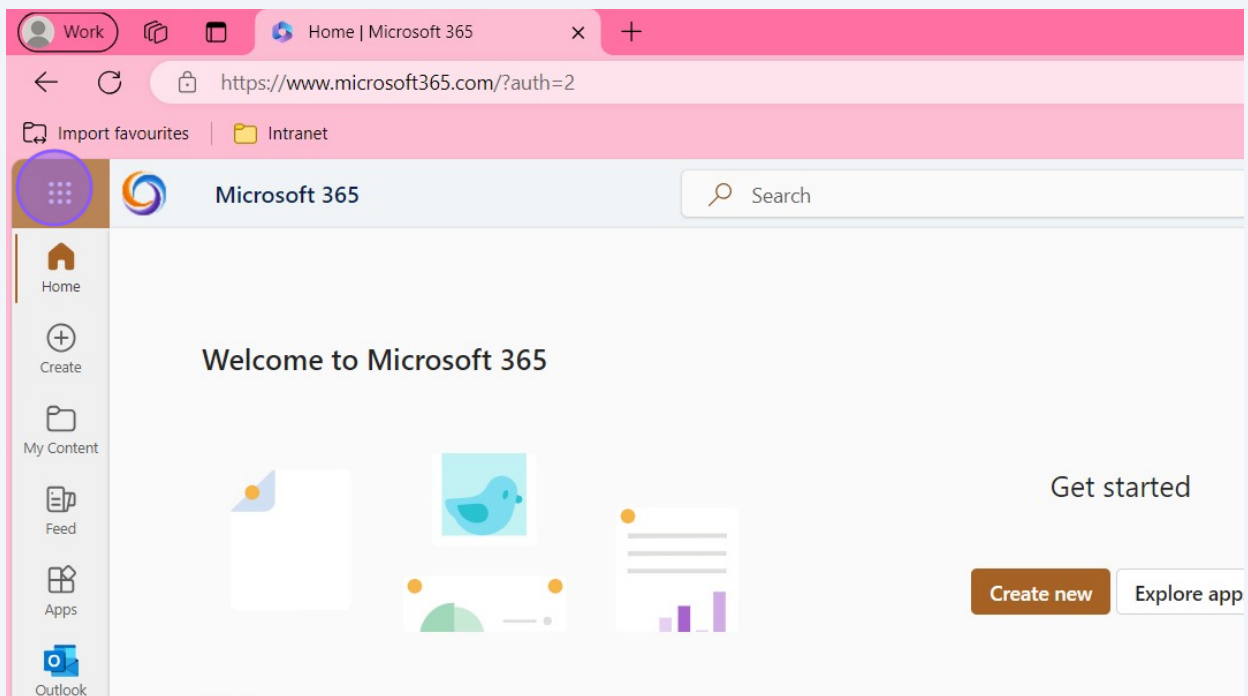 Work
Home | Microsoft 365
https://www.microsoft365.com/?auth=2
Import favourites
Intranet
Microsoft 365
Search
Home
Create
My Content
Feed
Apps
Outlook
Welcome to Microsoft 365
Get started
Create new
Explore app